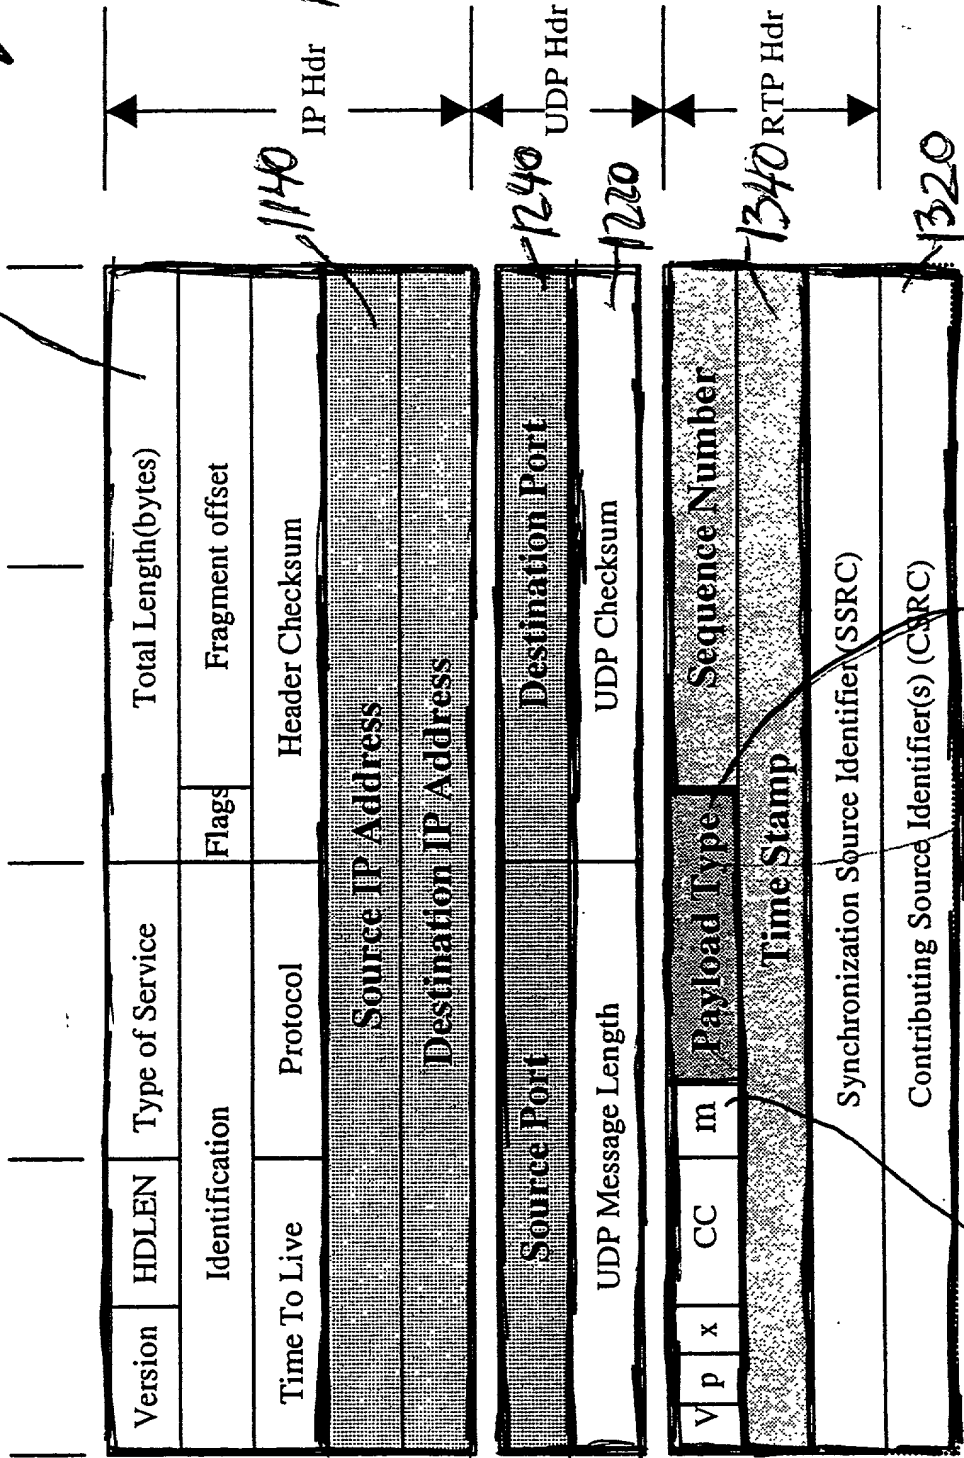 Version HDLEN Type of Service Total Length(bytes)
Identification Flags Fragment offset
Time To Live Protocol Header Checksum
1140
Source IP Address
Destination IP Address
IP Hdr
Source Port Destination Port
1240
UDP Message Length UDP Checksum
1220
UDP Hdr
V p x CC m Payload Type Sequence Number
Time Stamp
1340
RTP Hdr
Synchronization Source Identifier(SSRC)
Contributing Source Identifier(s) (CSRC)
1320